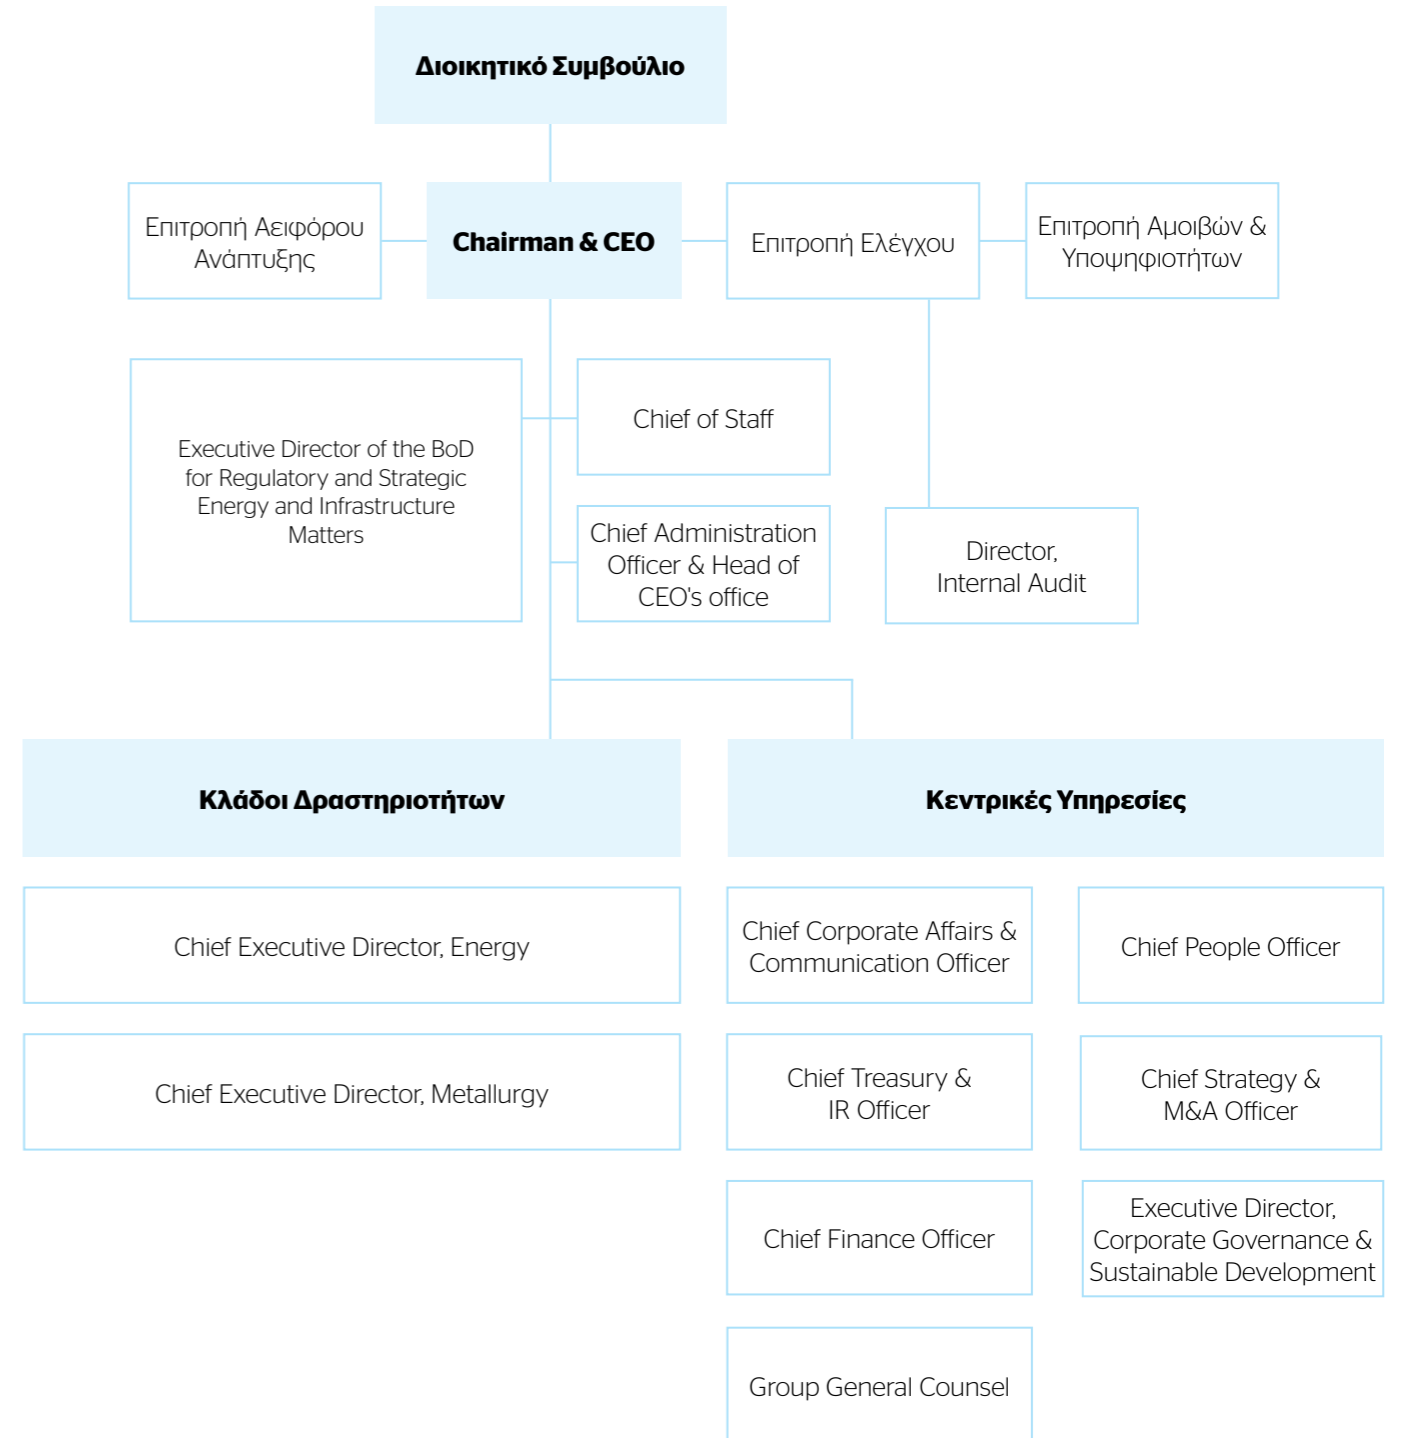 Διοικητικό Συμβούλιο
Επιτροπή Αειφόρου
Ανάπτυξης
Chairman & CEO
Επιτροπή Ελέγχου
Επιτροπή Αμοιβών &
Υποψηφιοτήτων
Executive Director of the BoD
for Regulatory and Strategic
Energy and Infrastructure
Matters
Chief of Staff
Chief Administration
Officer & Head of
CEO's office
Director,
Internal Audit
Κλάδοι Δραστηριοτήτων
Chief Executive Director, Energy
Chief Executive Director, Metallurgy
Κεντρικές Υπηρεσίες
Chief Corporate Affairs &
Communication Officer
Chief People Officer
Chief Treasury &
IR Officer
Chief Strategy &
M&A Officer
Chief Finance Officer
Executive Director,
Corporate Governance &
Sustainable Development
Group General Counsel